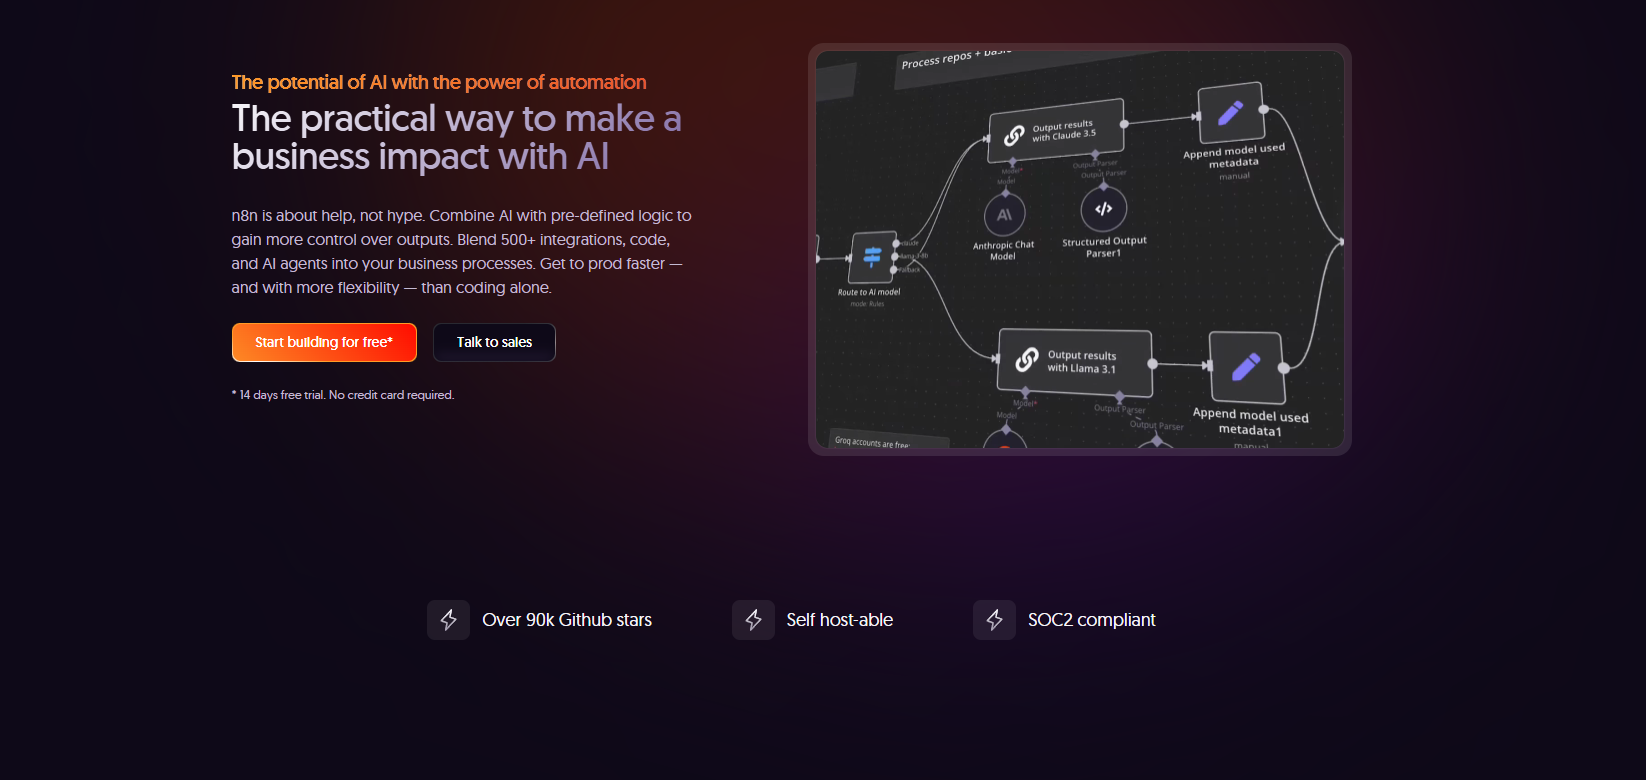 The potential of AI with the power of automation
The practical way to make a
business impact with AI
n8n is about help, not hype. Combine AI with pre-defined logic to
gain more control over outputs. Blend 500+ integrations, code,
and AI agents into your business processes. Get to prod faster —
and with more flexibility — than coding alone.
Start building for free*
Talk to sales
* 14 days free trial. No credit card required.
Process repos + basic
Output results
with Claude 3.5
Model*
Model
Output Parser
Output Parser
Anthropic Chat
Model
Structured Output
Parser1
Append model used
metadata
manual
claude
llama-3-8b
Fallback
Route to AI model
mode: Rules
Output results
with Llama 3.1
Model*
Model
Output Parser
Output Parser
Append model used
metadata1
manual
Groq accounts are free:
Over 90k Github stars
Self host-able
SOC2 compliant